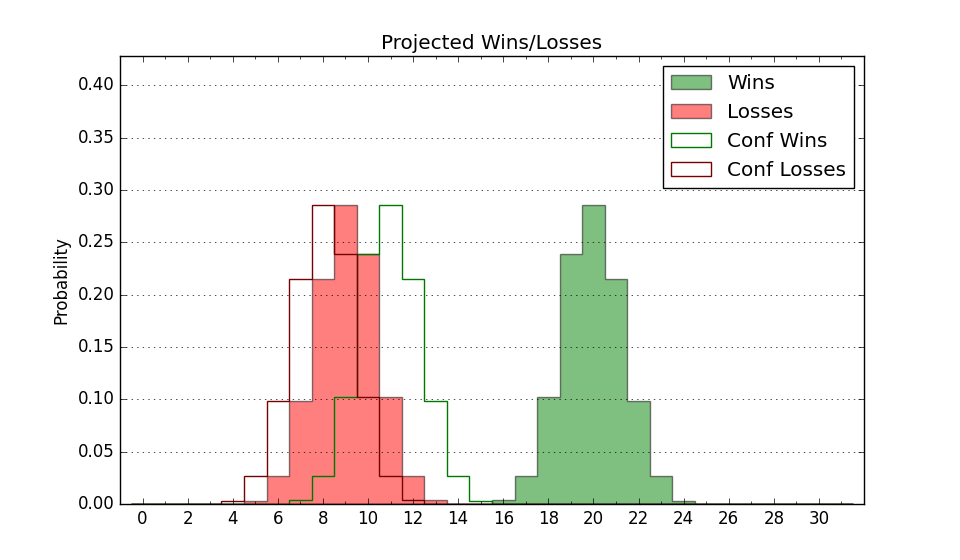 Projected Wins/Losses
Wins
Losses
Conf Wins
Conf Losses
Probability
0.40
0.35
0.30
0.25
0.20
0.15
0.10
0.05
0.00
0 2 4 6 8 10 12 14 16 18 20 22 24 26 28 30